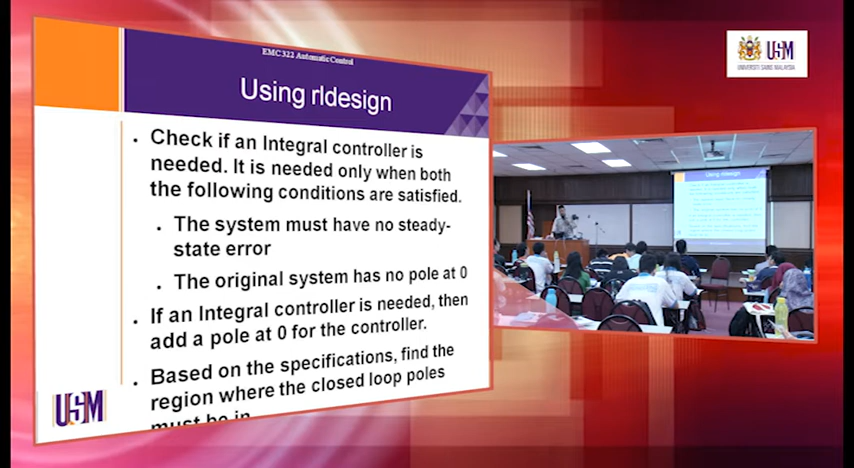 EMC322 Automatic Control
Using rldesign
• Check if an Integral controller is
needed. It is needed only when both
the following conditions are satisfied.
• The system must have no steady-
state error
• The original system has no pole at 0
• If an Integral controller is needed, then
add a pole at 0 for the controller.
• Based on the specifications, find the
region where the closed loop poles
must be in
USM
USM
UNIVERSITI SAINS MALAYSIA
Using rldesign